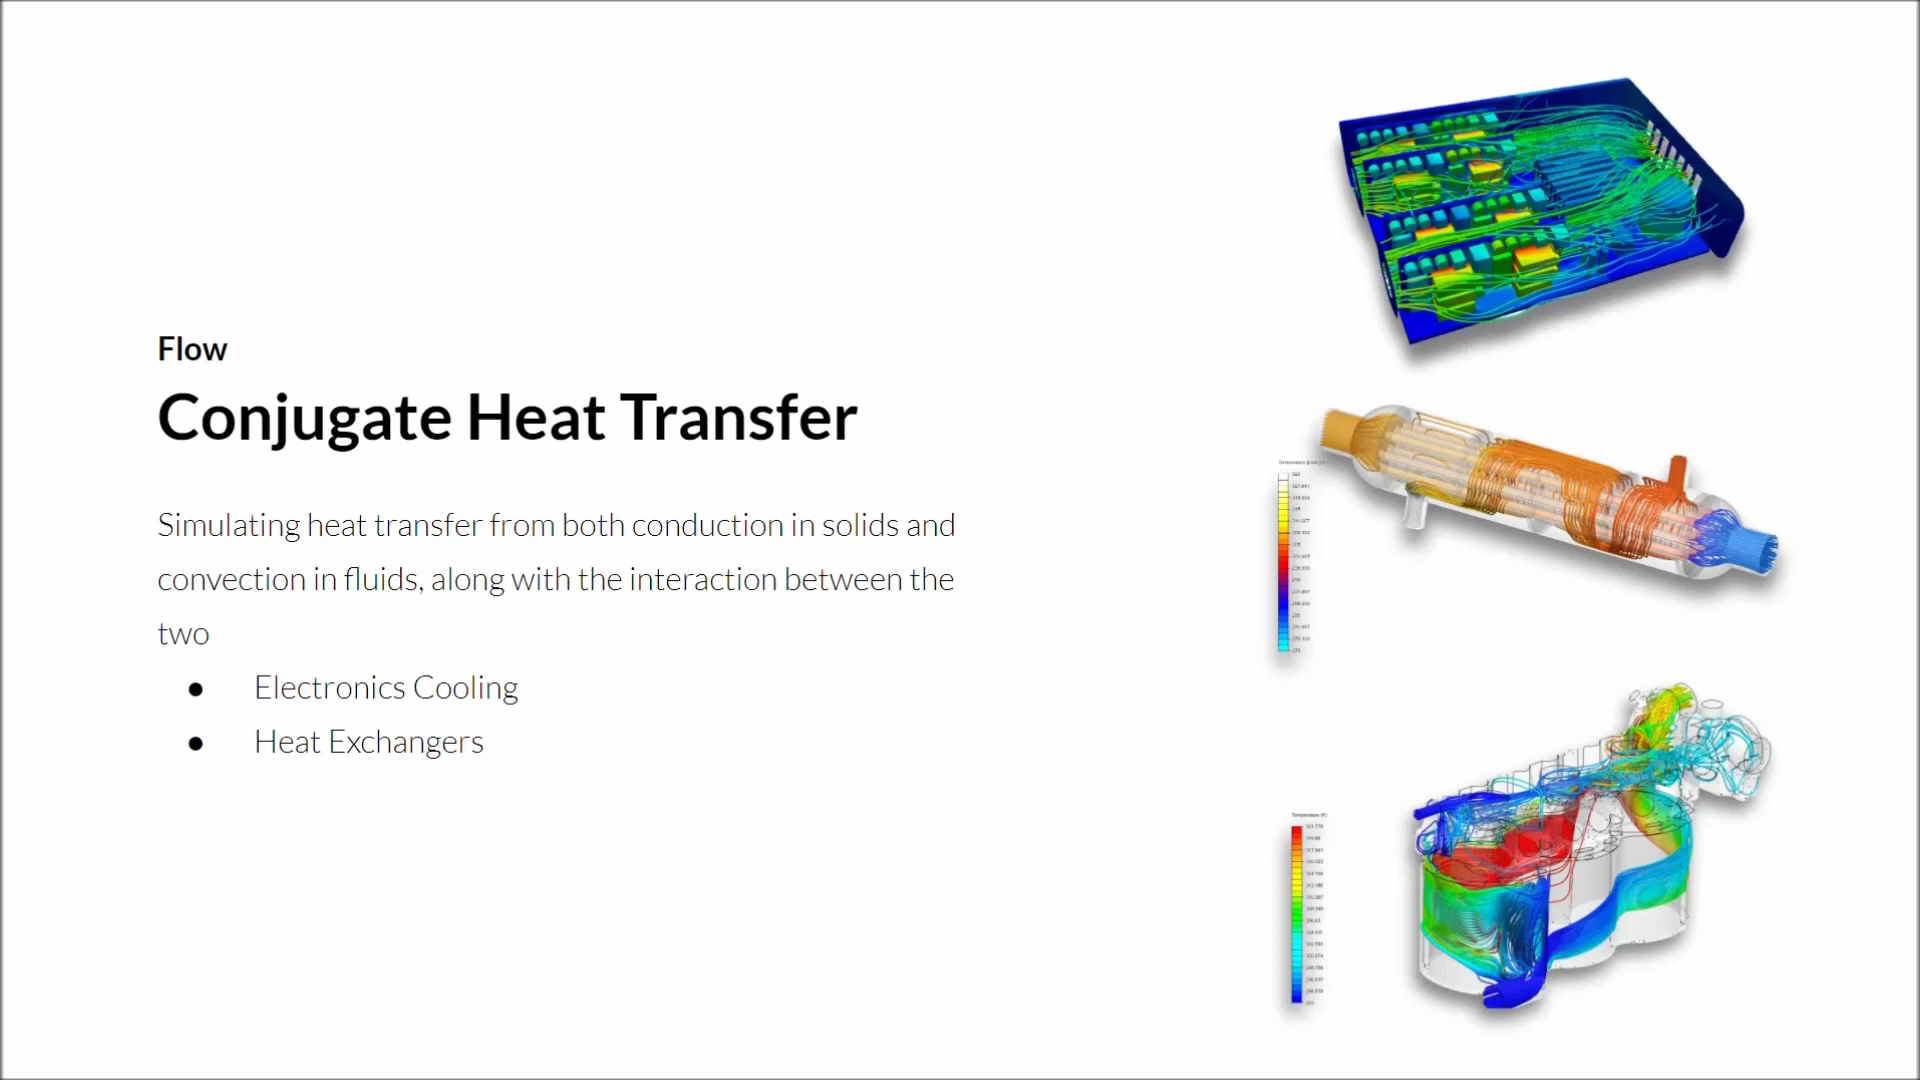 Flow
Conjugate Heat Transfer
Simulating heat transfer from both conduction in solids and
convection in fluids, along with the interaction between the
two
● Electronics Cooling
● Heat Exchangers
Temperature (K)